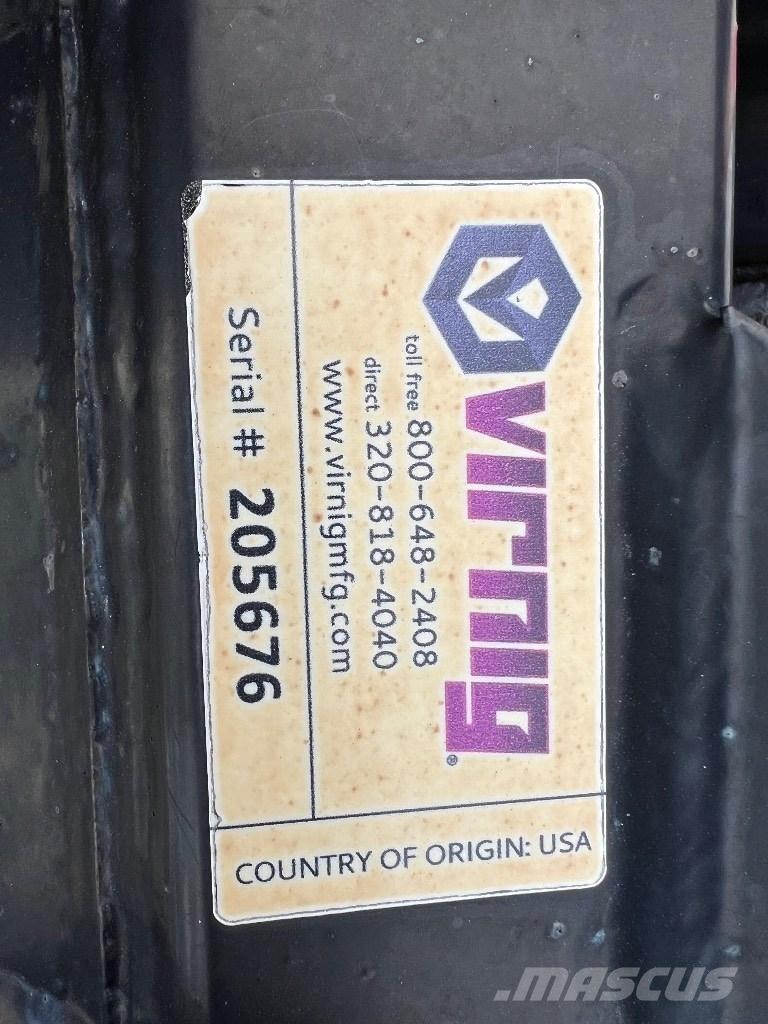 virnig®
toll free 800-648-2408
direct 320-818-4040
www.virnigmfg.com
Serial # 205676
COUNTRY OF ORIGIN: USA
MASCUS